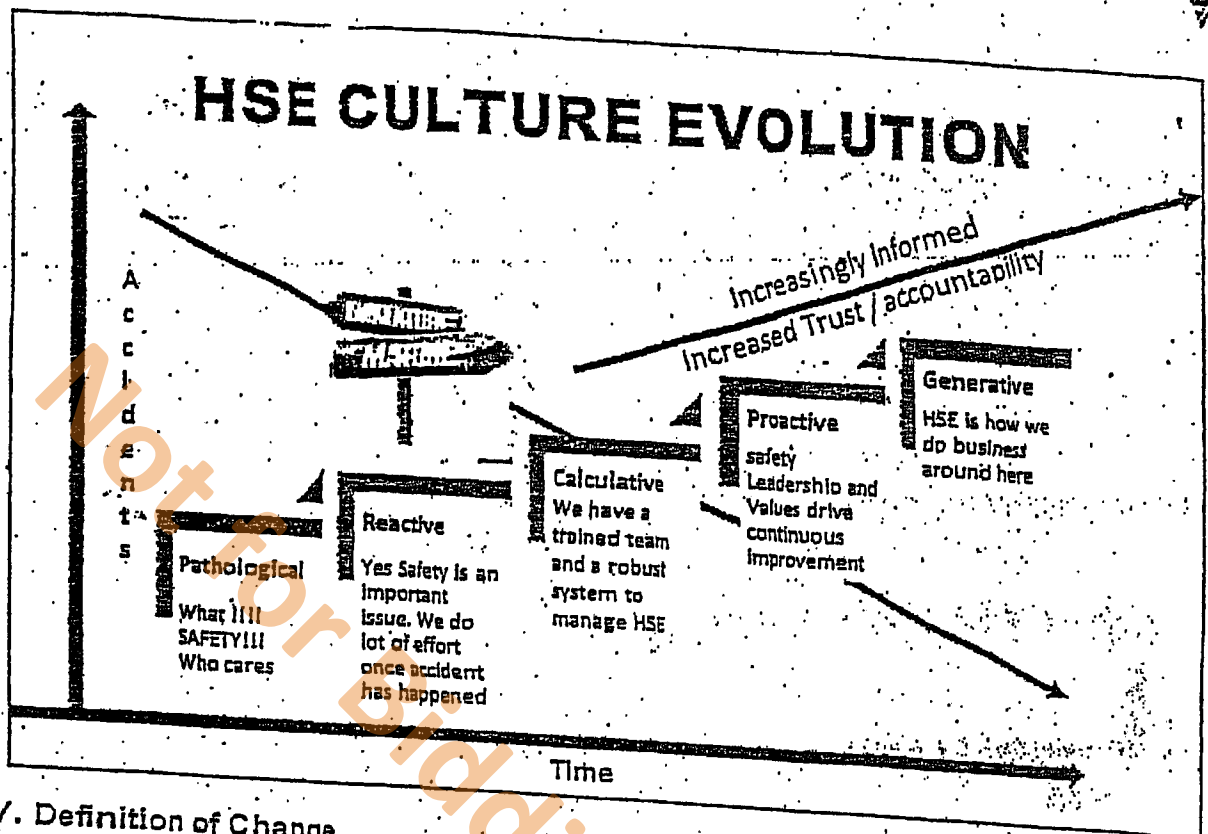 HSE CULTURE EVOLUTION
Accidents
Increasingly Informed
Increased Trust / accountability
Generative
HSE is how we
do business
around here
Proactive
safety
Leadership and
Values drive
continuous
improvement
Calculative
We have a
trained team
and a robust
system to
manage HSE
Reactive
Yes Safety is an
important
issue. We do
lot of effort
once accident
has happened
Pathological
What !!!!
SAFETY!!!
Who cares
Time
Definition of Change
Not for Biddi